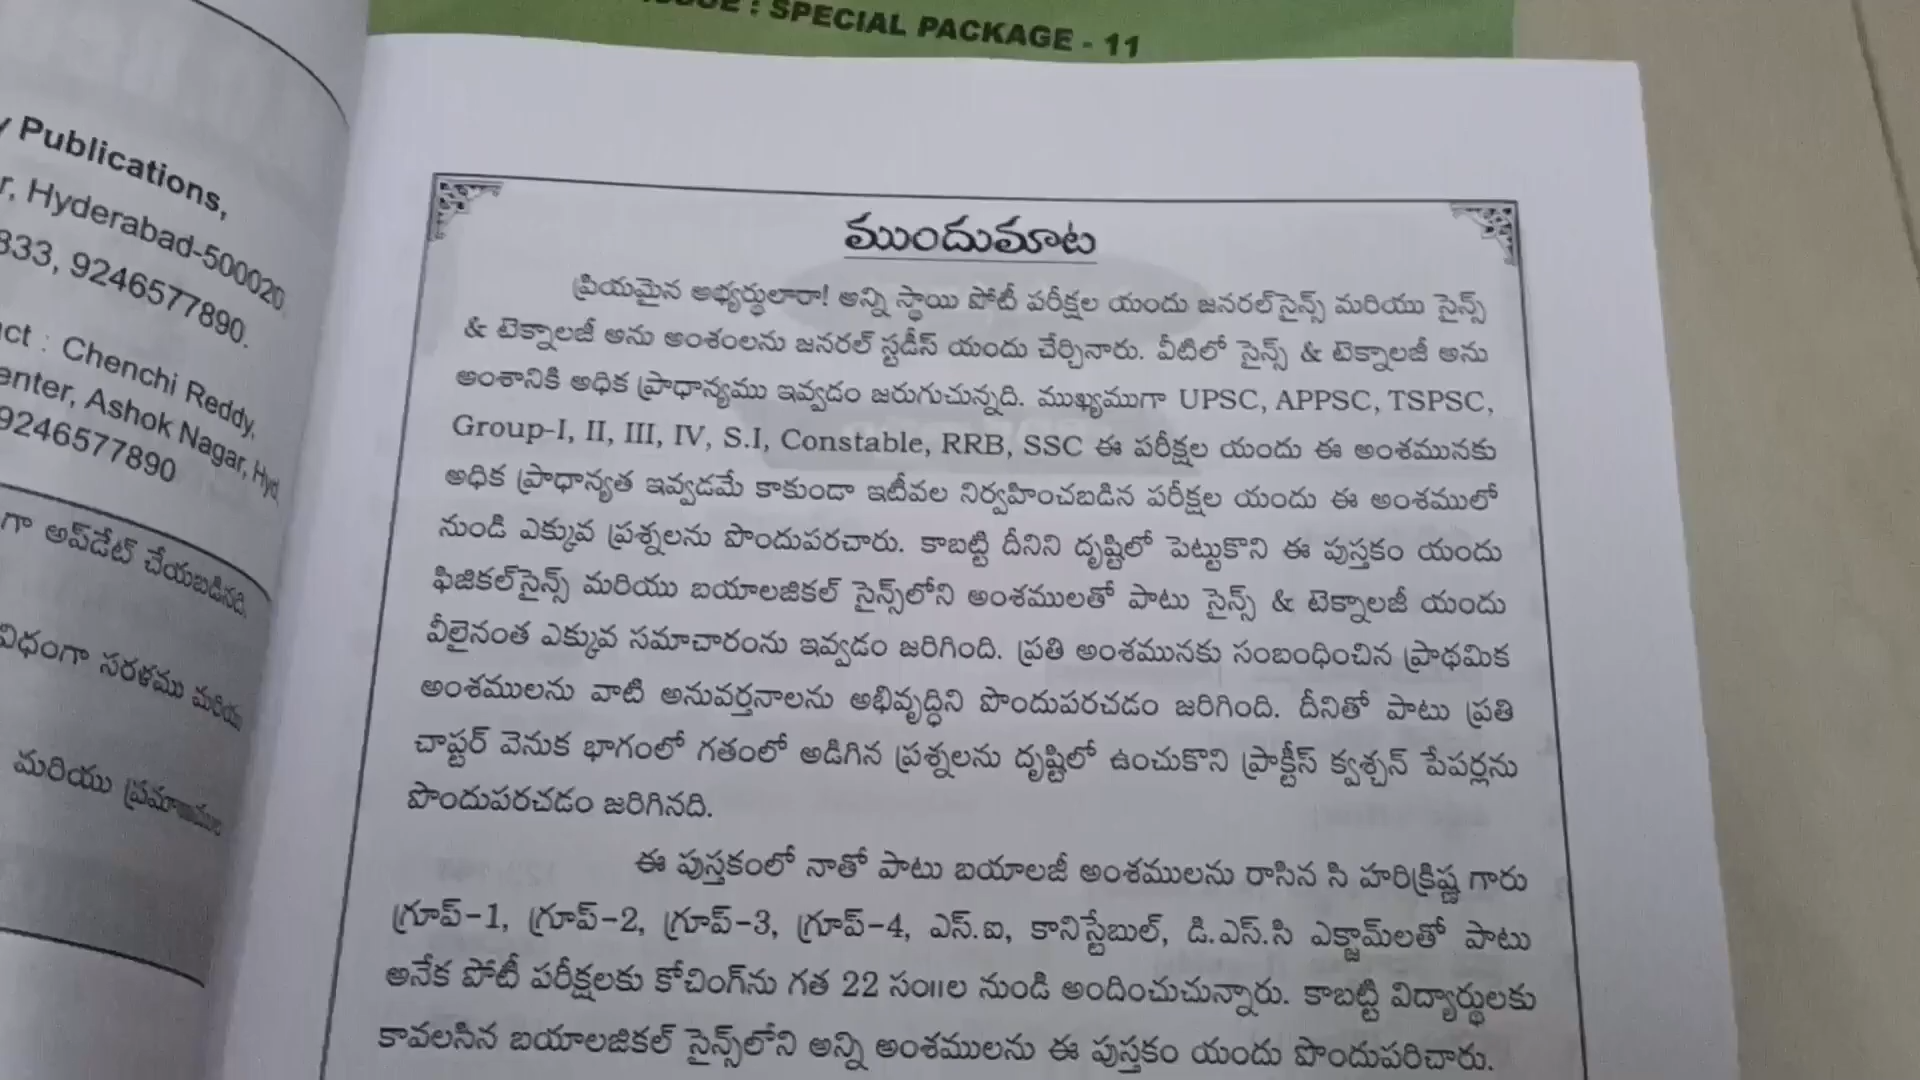 : SPECIAL PACKAGE - 11
Publications,
Hyderabad-500020.
333, 9246577890.
: Chenchi Reddy,
Ashok Nagar, Hyd
9246577890
గా అప్‌డేట్ చేయబడినది.
విధంగా సరళము మరియు
మరియు
ముందుమాట
ప్రియమైన అభ్యర్థులారా! అన్ని స్థాయి పోటీ పరీక్షల యందు జనరల్‌సైన్స్ మరియు సైన్స్
& టెక్నాలజీ అను అంశంలను జనరల్ స్టడీస్ యందు చేర్చినారు. వీటిలో సైన్స్ & టెక్నాలజీ అను
అంశానికి అధిక ప్రాధాన్యము ఇవ్వడం జరుగుచున్నది. ముఖ్యముగా UPSC, APPSC, TSPSC,
Group-I, II, III, IV, S.I, Constable, RRB, SSC ఈ పరీక్షల యందు ఈ అంశమునకు
అధిక ప్రాధాన్యత ఇవ్వడమే కాకుండా ఇటీవల నిర్వహించబడిన పరీక్షల యందు ఈ అంశములో
నుండి ఎక్కువ ప్రశ్నలను పొందుపరచారు. కాబట్టి దీనిని దృష్టిలో పెట్టుకొని ఈ పుస్తకం యందు
ఫిజికల్‌సైన్స్ మరియు బయాలజికల్ సైన్స్‌లోని అంశములతో పాటు సైన్స్ & టెక్నాలజీ యందు
వీలైనంత ఎక్కువ సమాచారంను ఇవ్వడం జరిగింది. ప్రతి అంశమునకు సంబంధించిన ప్రాథమిక
అంశములను వాటి అనువర్తనాలను అభివృద్ధిని పొందుపరచడం జరిగింది. దీనితో పాటు ప్రతి
చాప్టర్ వెనుక భాగంలో గతంలో అడిగిన ప్రశ్నలను దృష్టిలో ఉంచుకొని ప్రాక్టీస్ క్వశ్చన్ పేపర్లను
పొందుపరచడం జరిగినది.
ఈ పుస్తకంలో నాతో పాటు బయాలజీ అంశములను రాసిన సి హరిక్రిష్ణ గారు
గ్రూప్-1, గ్రూప్-2, గ్రూప్-3, గ్రూప్-4, ఎస్.ఐ, కానిస్టేబుల్, డి.ఎస్.సి ఎక్జామ్‌లతో పాటు
అనేక పోటీ పరీక్షలకు కోచింగ్‌ను గత 22 సం॥ల నుండి అందించుచున్నారు. కాబట్టి విద్యార్థులకు
కావలసిన బయాలజికల్ సైన్స్‌లోని అన్ని అంశములను ఈ పుస్తకం యందు పొందుపరిచారు.